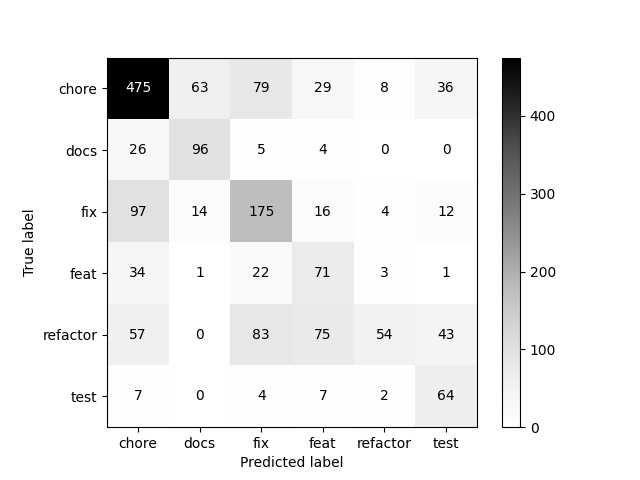 chore 475 63 79 29 8 36
docs 26 96 5 4 0 0
fix 97 14 175 16 4 12
feat 34 1 22 71 3 1
refactor 57 0 83 75 54 43
test 7 0 4 7 2 64
chore docs fix feat refactor test
Predicted label
True label
400
300
200
100
0